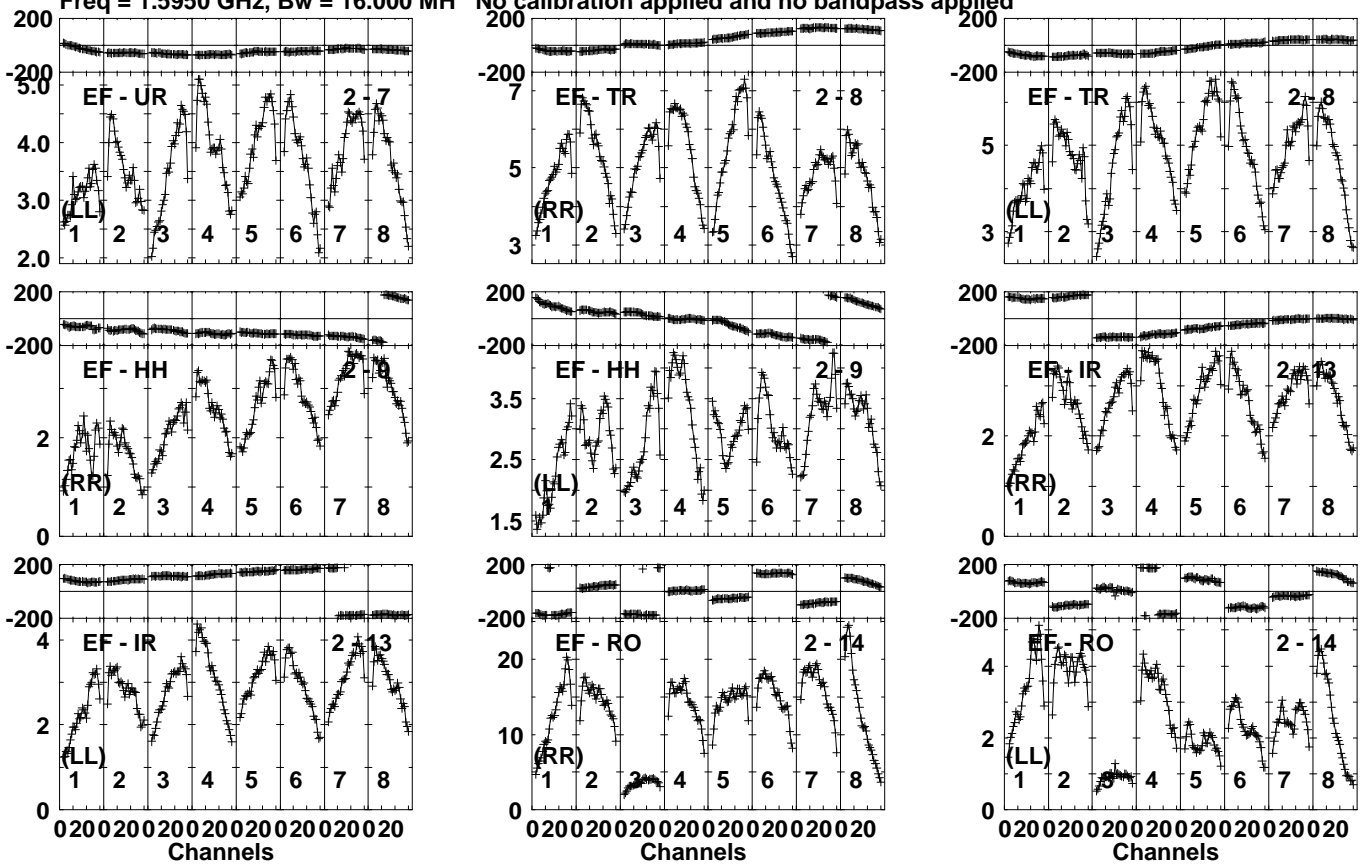 Freq = 1.5950 GHz, Bw = 16.000 MH No calibration applied and no bandpass applied
200 200 200
-200 -200 -200
EF - UR 2 - 7 EF - TR 2 - 8 EF - TR 2 - 8
5.0 7
4.0 5 5
3.0 3 3
2.0
(LL) (RR) (LL)
1 2 3 4 5 6 7 8 1 2 3 4 5 6 7 8 1 2 3 4 5 6 7 8
200 200 200
-200 -200 -200
EF - HH 2 - 9 EF - HH 2 - 9 EF - IR 2 - 13
3.5
2 2.5 2
(RR) (LL) (RR)
1 2 3 4 5 6 7 8 1 2 3 4 5 6 7 8 1 2 3 4 5 6 7 8
0 1.5 0
200 200 200
-200 -200 -200
EF - IR 2 - 13 EF - RO 2 - 14 EF - RO 2 - 14
4 20 4
2 10 2
(LL) (RR) (LL)
1 2 3 4 5 6 7 8 1 2 3 4 5 6 7 8 1 2 3 4 5 6 7 8
0 0 0
0 20 0 20 0 20 0 20 0 20 0 20 0 20 0 20 0 20 0 20 0 20 0 20 0 20 0 20 0 20 0 20 0 20 0 20 0 20 0 20 0 20 0 20 0 20 0 20
Channels Channels Channels